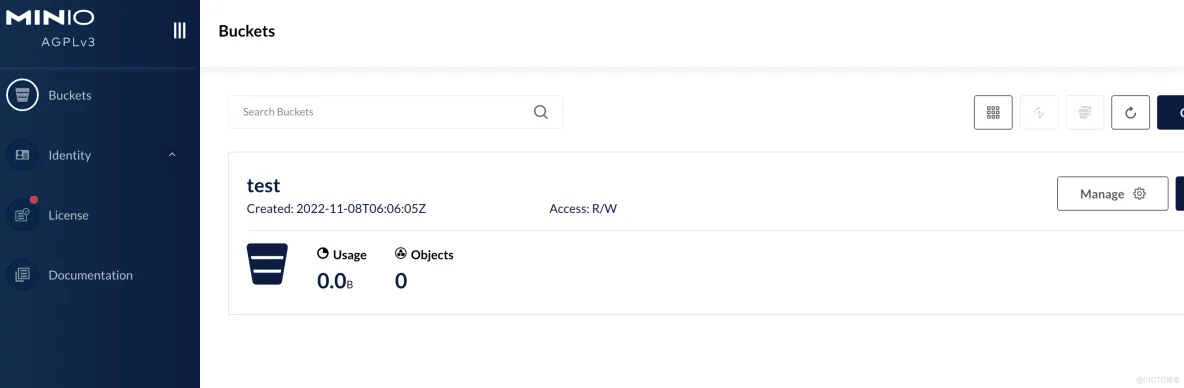 MINIO
AGPLv3
Buckets
Identity
License
Documentation
Buckets
Search Buckets
test
Created: 2022-11-08T06:06:05Z
Access: R/W
Manage
Usage
Objects
0.0B
0
@51CTO博客